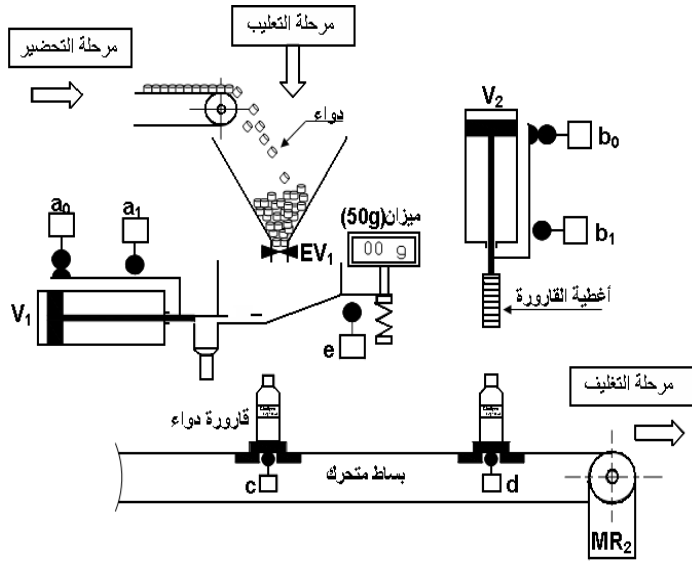 مرحلة التعليب
مرحلة التحضير
V2
دواء
b0
a0
a1
ميزان(50g)
00 g
EV1
b1
أغطية القارورة
V1
e
مرحلة التغليف
قارورة دواء
بساط متحرك
c
d
MR2